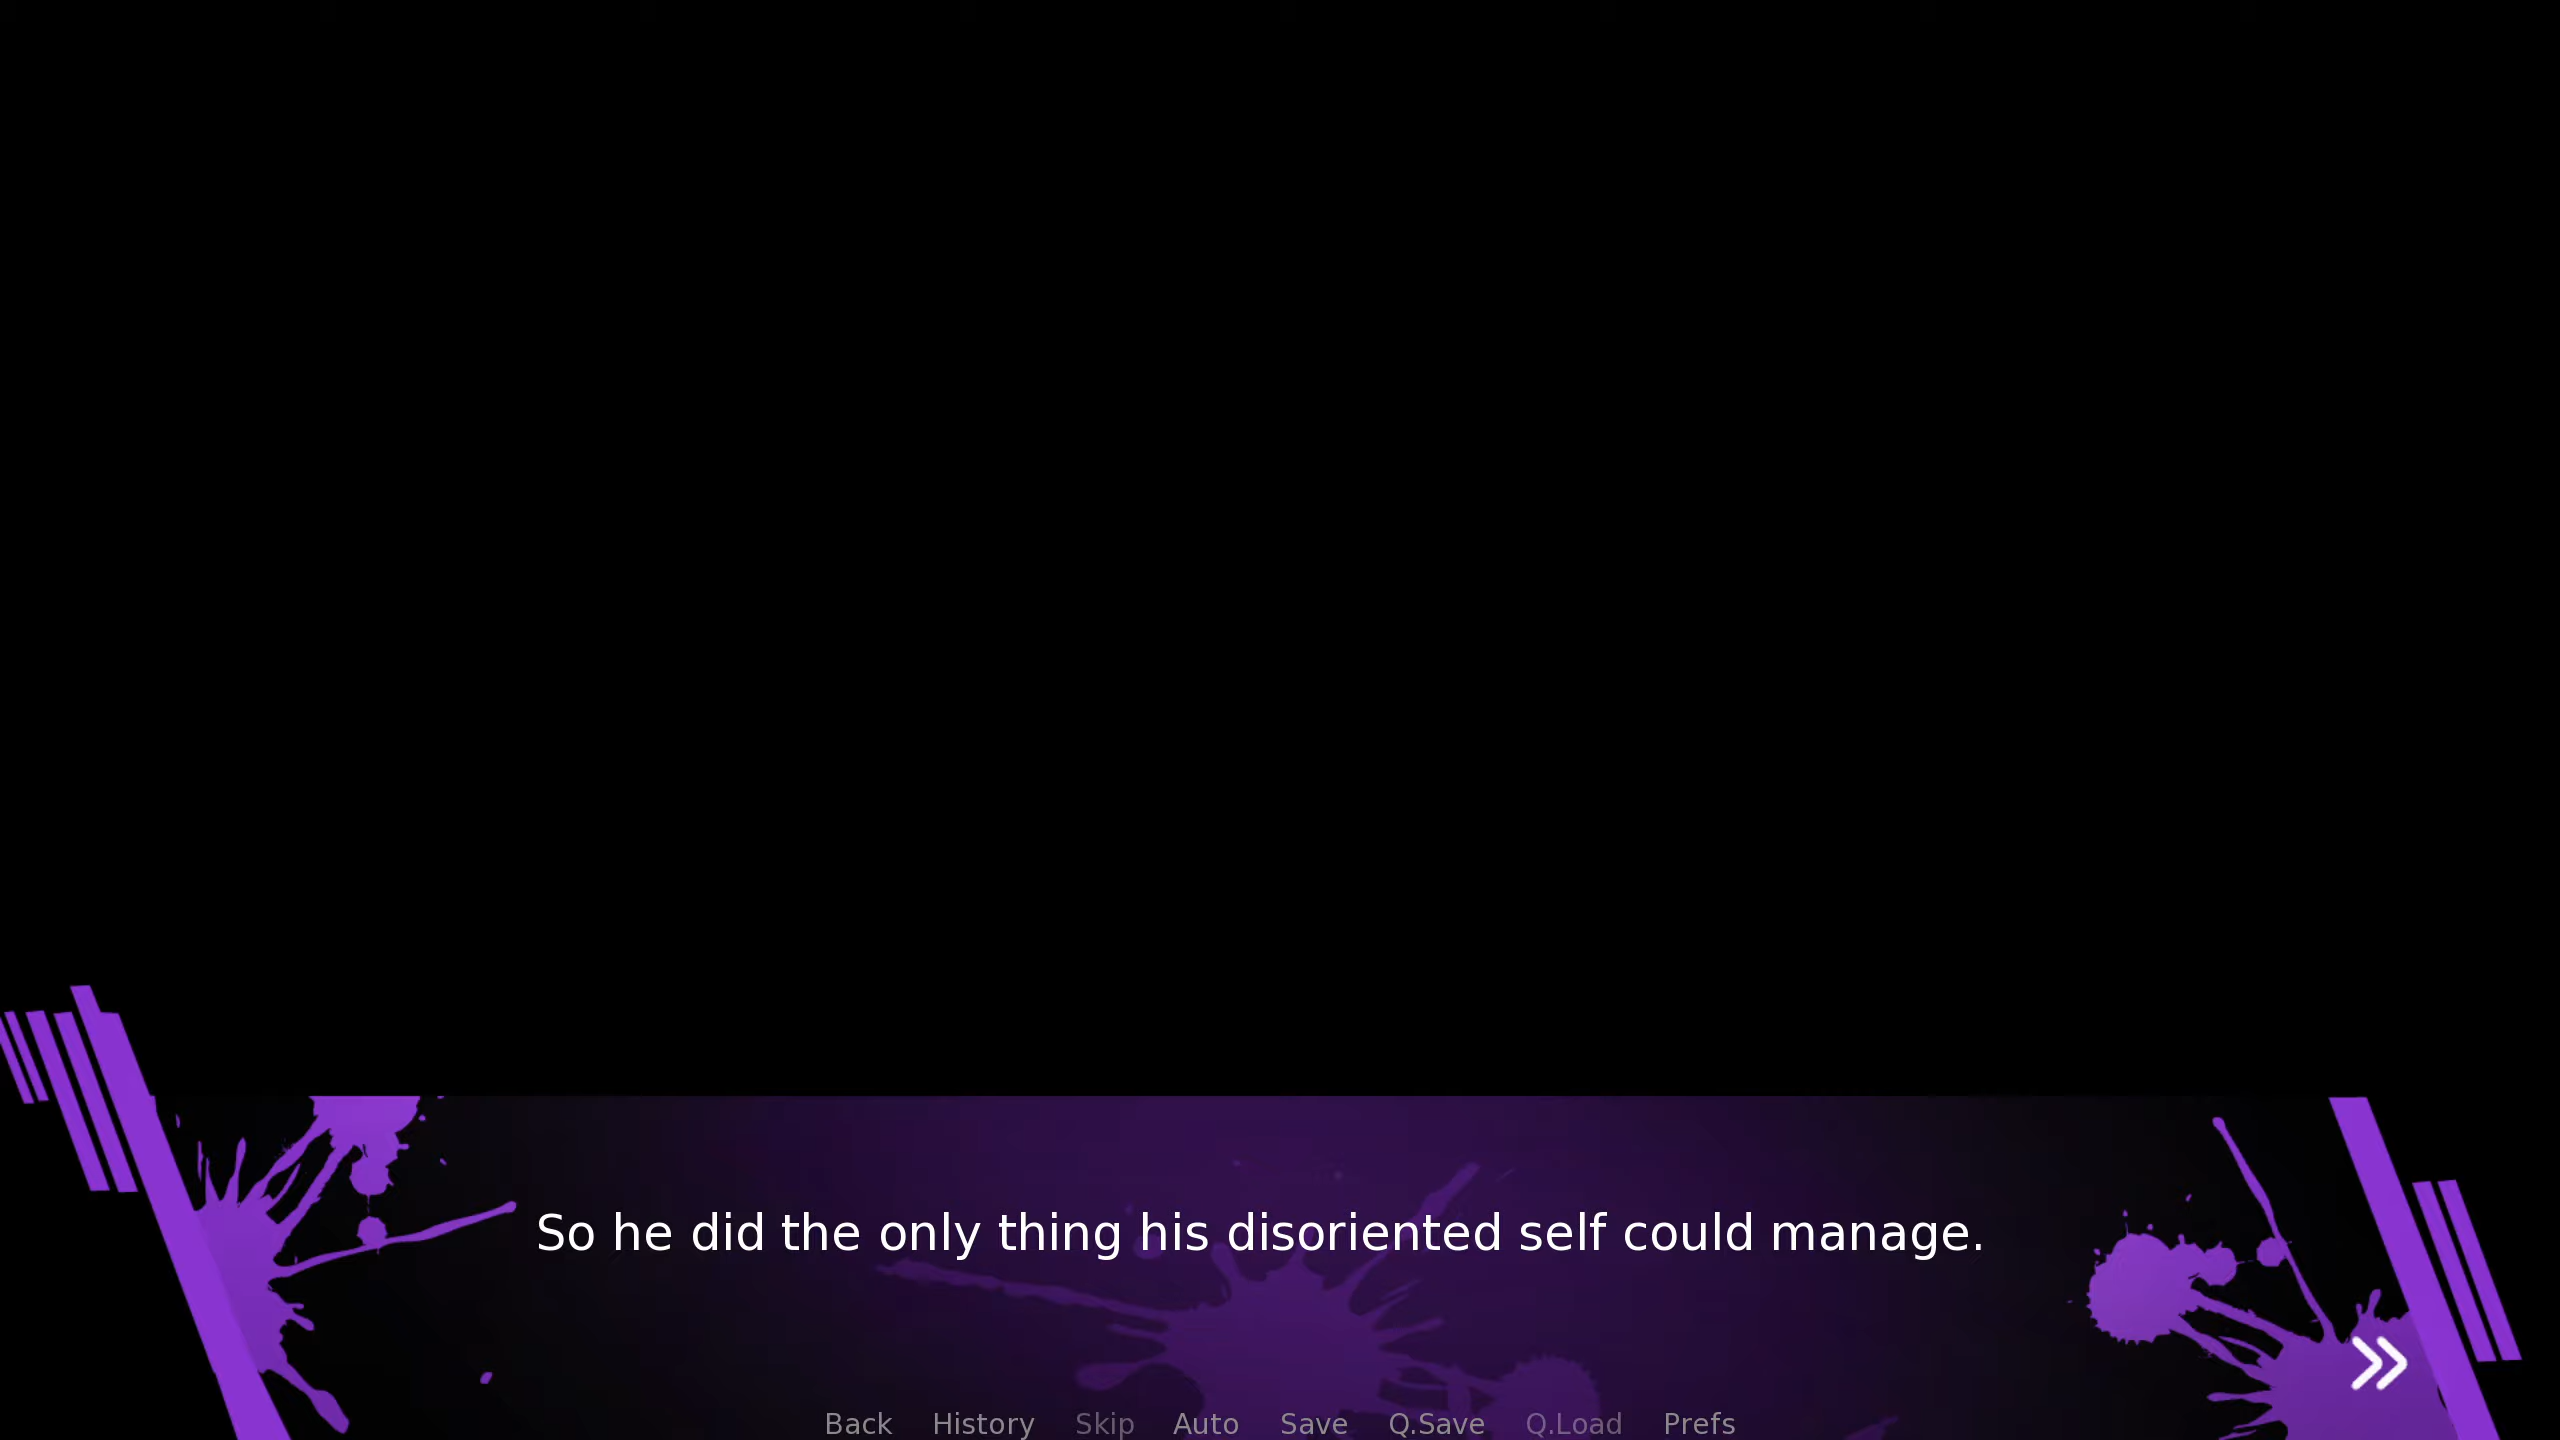 So he did the only thing his disoriented self could manage.
Back History Skip Auto Save Q.Save Q.Load Prefs